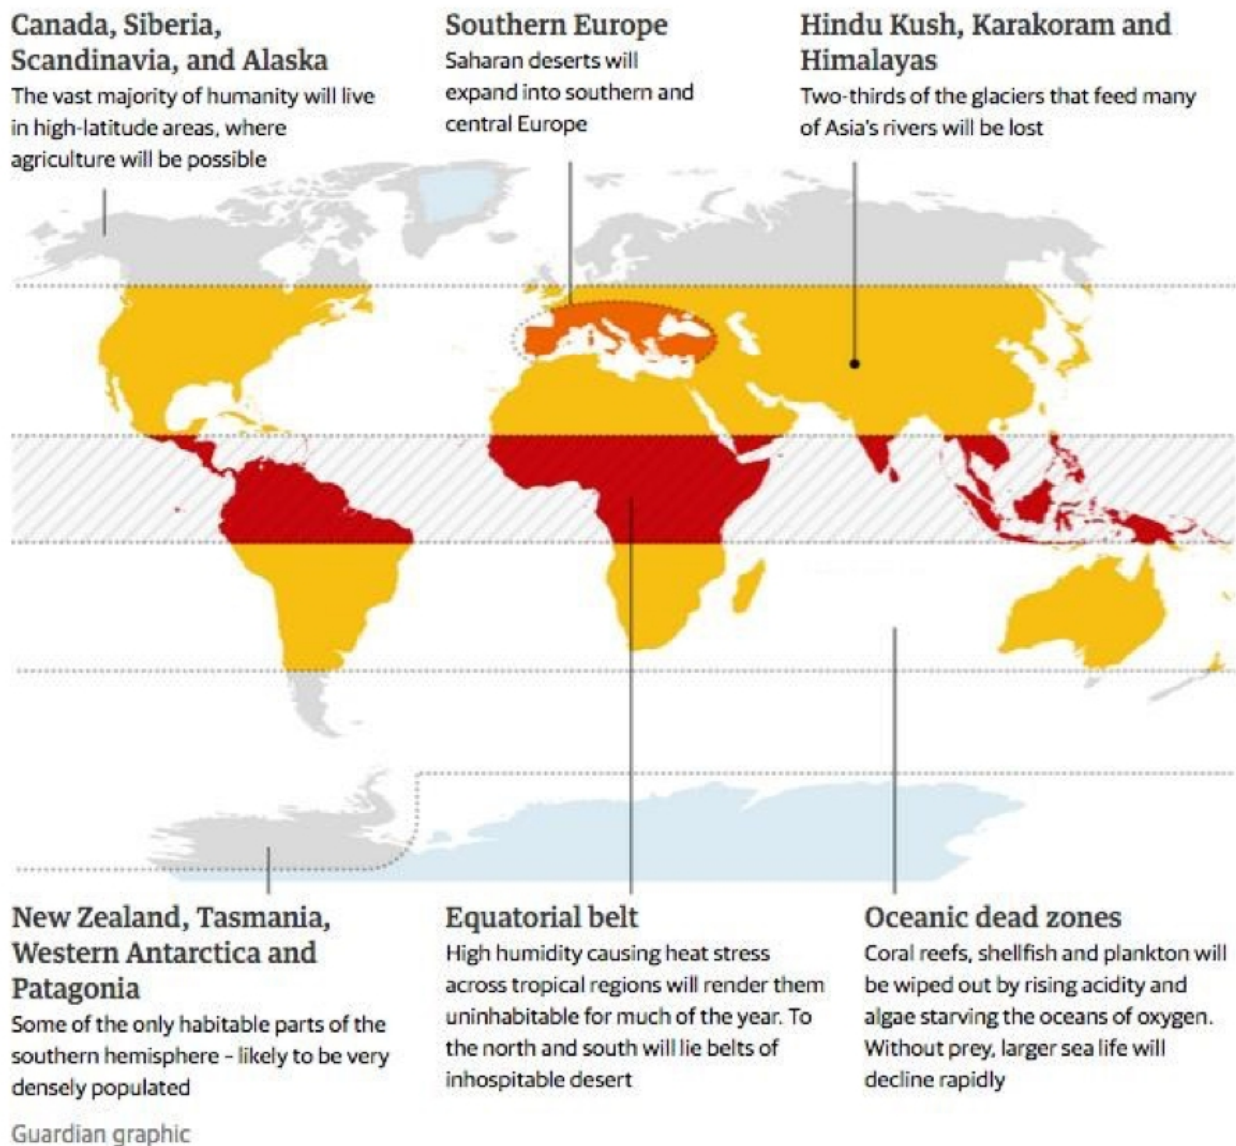 Canada, Siberia,
Scandinavia, and Alaska
The vast majority of humanity will live
in high-latitude areas, where
agriculture will be possible
Southern Europe
Saharan deserts will
expand into southern and
central Europe
Hindu Kush, Karakoram and
Himalayas
Two-thirds of the glaciers that feed many
of Asia's rivers will be lost
New Zealand, Tasmania,
Western Antarctica and
Patagonia
Some of the only habitable parts of the
southern hemisphere – likely to be very
densely populated
Equatorial belt
High humidity causing heat stress
across tropical regions will render them
uninhabitable for much of the year. To
the north and south will lie belts of
inhospitable desert
Oceanic dead zones
Coral reefs, shellfish and plankton will
be wiped out by rising acidity and
algae starving the oceans of oxygen.
Without prey, larger sea life will
decline rapidly
Guardian graphic